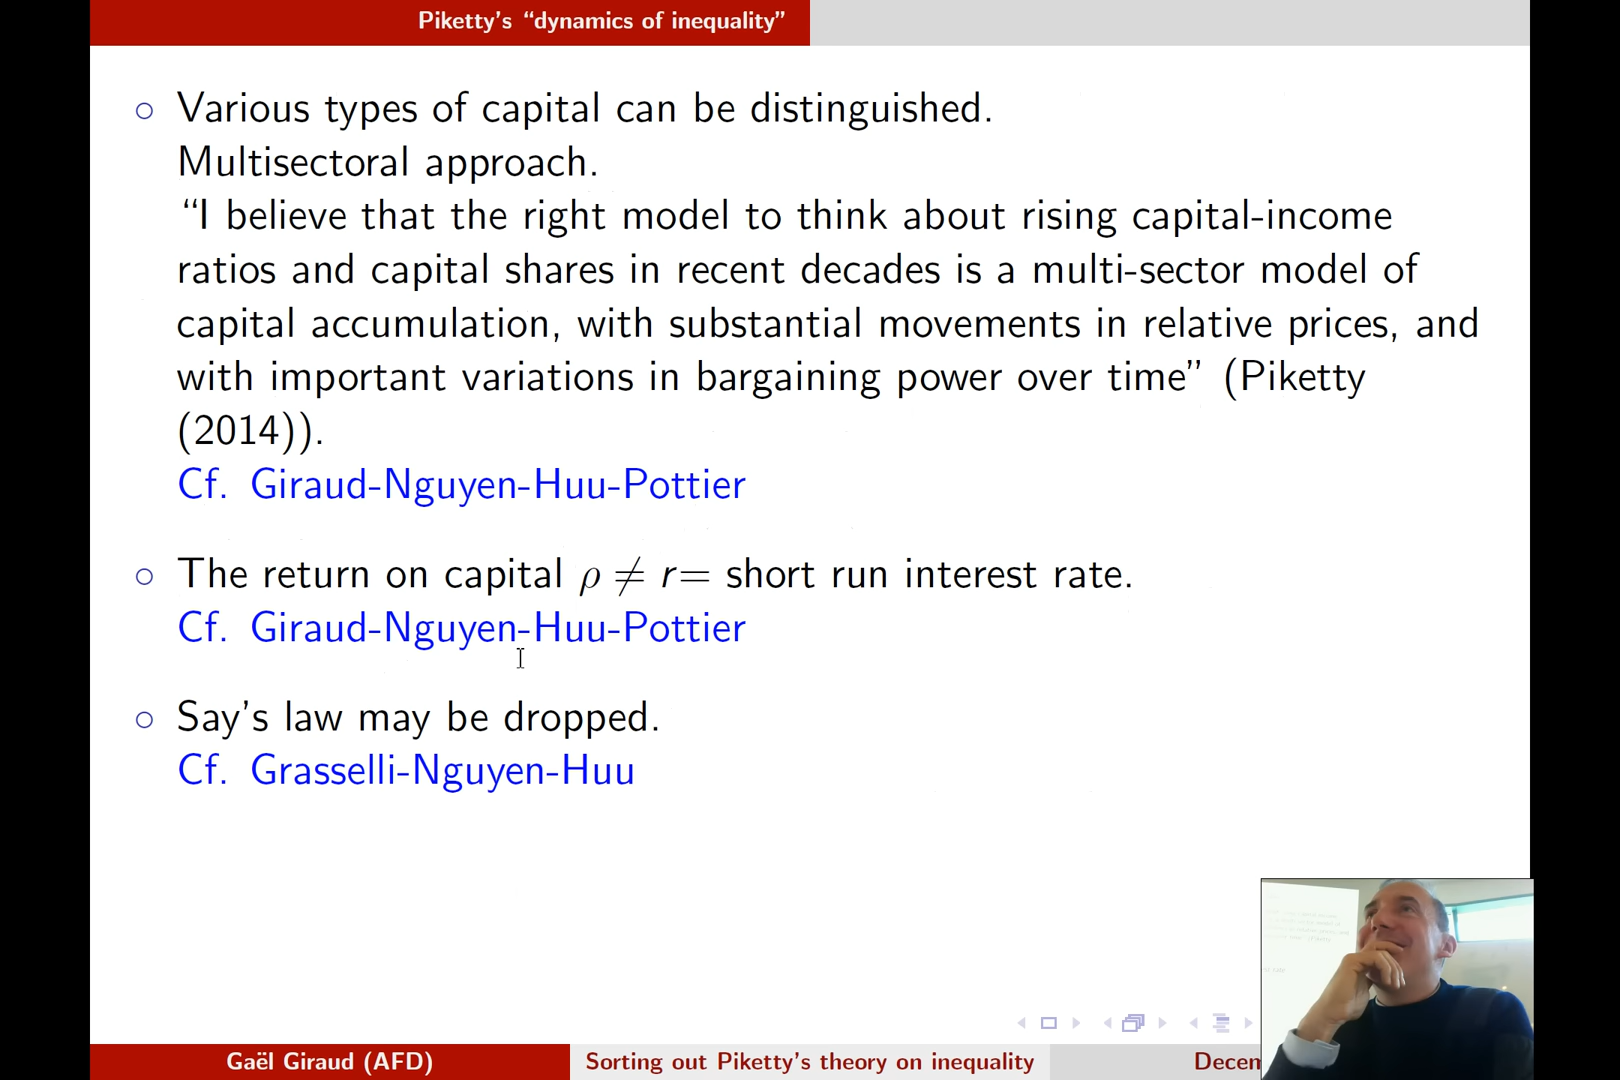 Piketty's “dynamics of inequality”
Various types of capital can be distinguished.
Multisectoral approach.
“I believe that the right model to think about rising capital-income
ratios and capital shares in recent decades is a multi-sector model of
capital accumulation, with substantial movements in relative prices, and
with important variations in bargaining power over time” (Piketty
(2014)).
Cf. Giraud-Nguyen-Huu-Pottier
The return on capital ρ ≠ r= short run interest rate.
Cf. Giraud-Nguyen-Huu-Pottier
Say's law may be dropped.
Cf. Grasselli-Nguyen-Huu
Gaël Giraud (AFD) Sorting out Piketty's theory on inequality